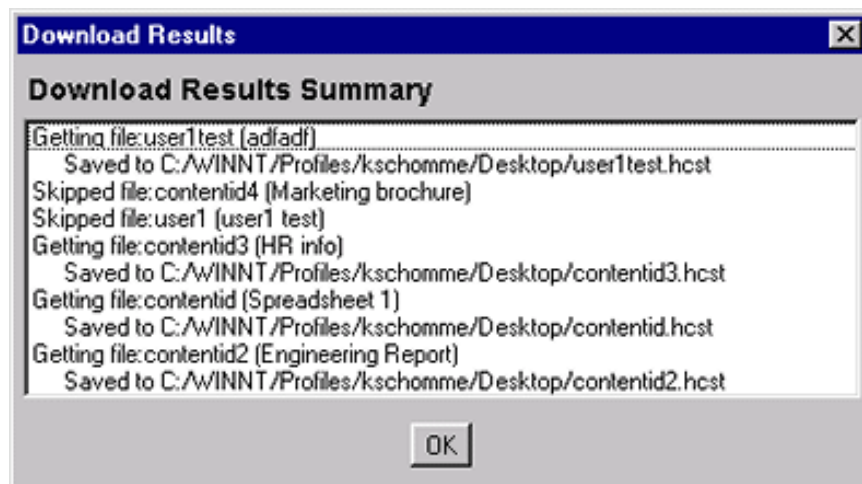 Download Results
Download Results Summary
Getting file:user1test (adfadf)
Saved to C:/WINNT/Profiles/kschomme/Desktop/user1test.hcst
Skipped file:contentid4 (Marketing brochure)
Skipped file:user1 (user1 test)
Getting file:contentid3 (HR info)
Saved to C:/WINNT/Profiles/kschomme/Desktop/contentid3.hcst
Getting file:contentid (Spreadsheet 1)
Saved to C:/WINNT/Profiles/kschomme/Desktop/contentid.hcst
Getting file:contentid2 (Engineering Report)
Saved to C:/WINNT/Profiles/kschomme/Desktop/contentid2.hcst
OK